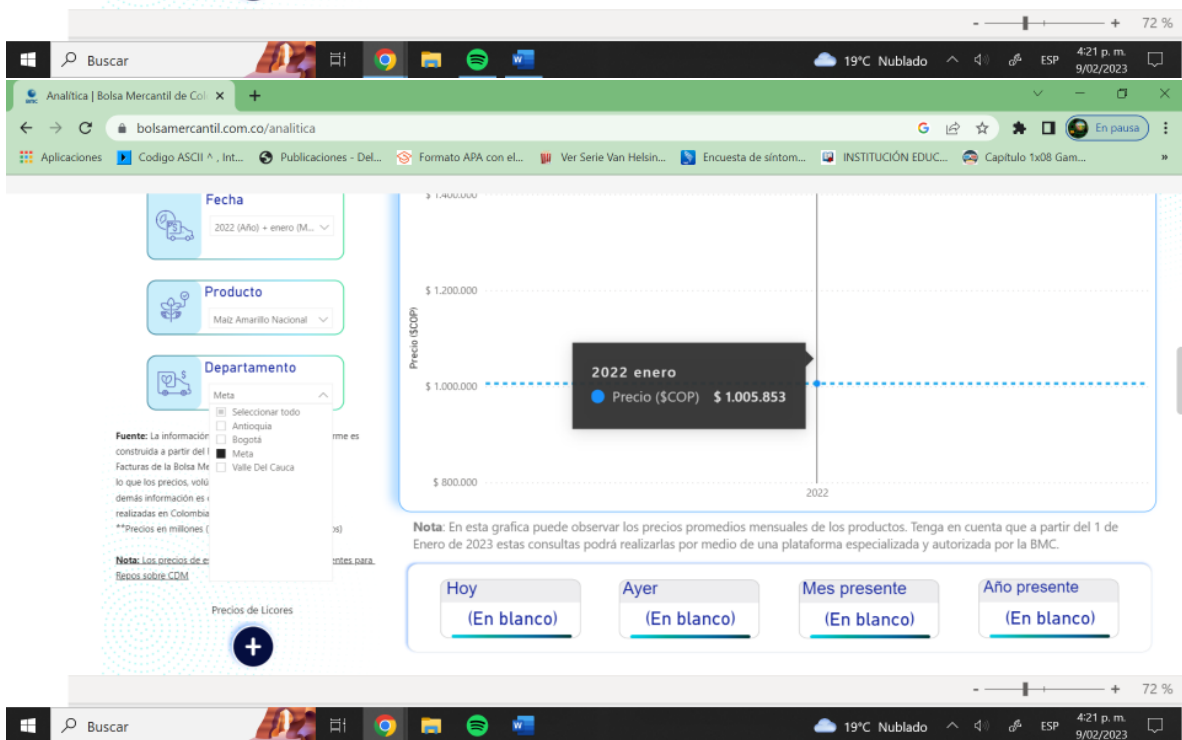 - + 72 %
Buscar
19°C Nublado ESP 4:21 p. m.
9/02/2023
Analítica | Bolsa Mercantil de Col
bolsamercantil.com.co/analitica
En pausa
Aplicaciones Codigo ASCII ^ , Int... Publicaciones - Del... Formato APA con el... Ver Serie Van Helsin... Encuesta de síntom... INSTITUCIÓN EDUC... Capítulo 1x08 Gam... »
Fecha
2022 (Año) + enero (M...
Producto
Maíz Amarillo Nacional
Departamento
Meta
Seleccionar todo
Antioquia
Bogotá
Meta
Valle Del Cauca
Fuente: La información rme es
construida a partir del
Facturas de la Bolsa Me
lo que los precios, volú
demás información es
realizadas en Colombia
**Precios en millones ( os)
Nota: Los precios de e entes para
Repos sobre CDM
Precios de Licores
$ 1.400.000
$ 1.200.000
Precio ($COP)
$ 1.000.000
$ 800.000
2022 enero
Precio ($COP) $ 1.005.853
2022
Nota: En esta grafica puede observar los precios promedios mensuales de los productos. Tenga en cuenta que a partir del 1 de
Enero de 2023 estas consultas podrá realizarlas por medio de una plataforma especializada y autorizada por la BMC.
Hoy
(En blanco)
Ayer
(En blanco)
Mes presente
(En blanco)
Año presente
(En blanco)
- + 72 %
Buscar
19°C Nublado ESP 4:21 p. m.
9/02/2023